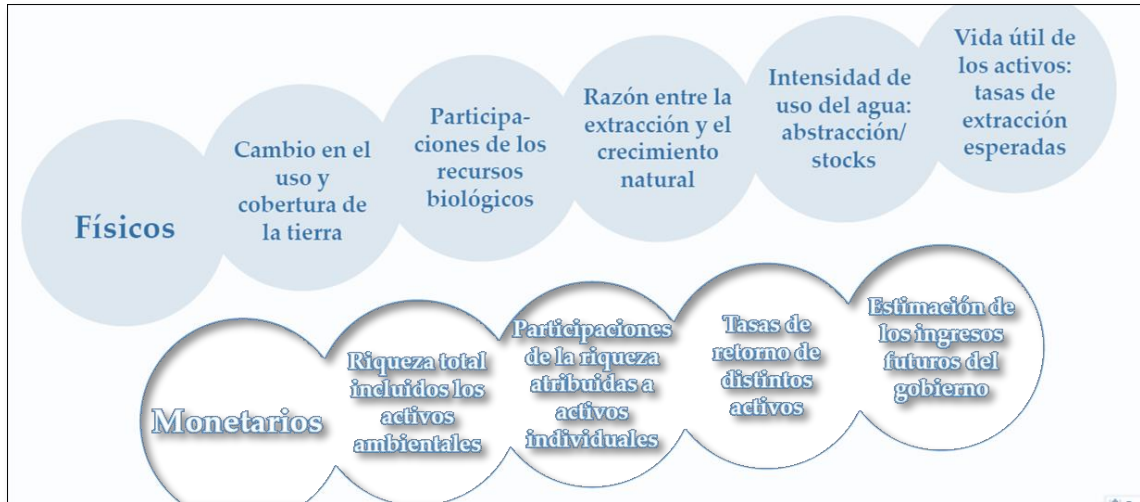 Físicos
Cambio en el
uso y
cobertura de
la tierra
Participa-
ciones de los
recursos
biológicos
Razón entre la
extracción y el
crecimiento
natural
Intensidad de
uso del agua:
abstracción/
stocks
Vida útil de
los activos:
tasas de
extracción
esperadas
Monetarios
Riqueza total
incluidos los
activos
ambientales
Participaciones
de la riqueza
atribuidas a
activos
individuales
Tasas de
retorno de
distintos
activos
Estimación de
los ingresos
futuros del
gobierno